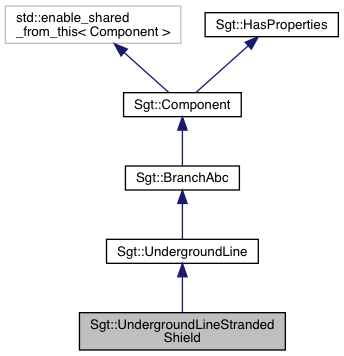 std::enable_shared
_from_this< Component >
Sgt::HasProperties
Sgt::Component
Sgt::BranchAbc
Sgt::UndergroundLine
Sgt::UndergroundLineStranded
Shield